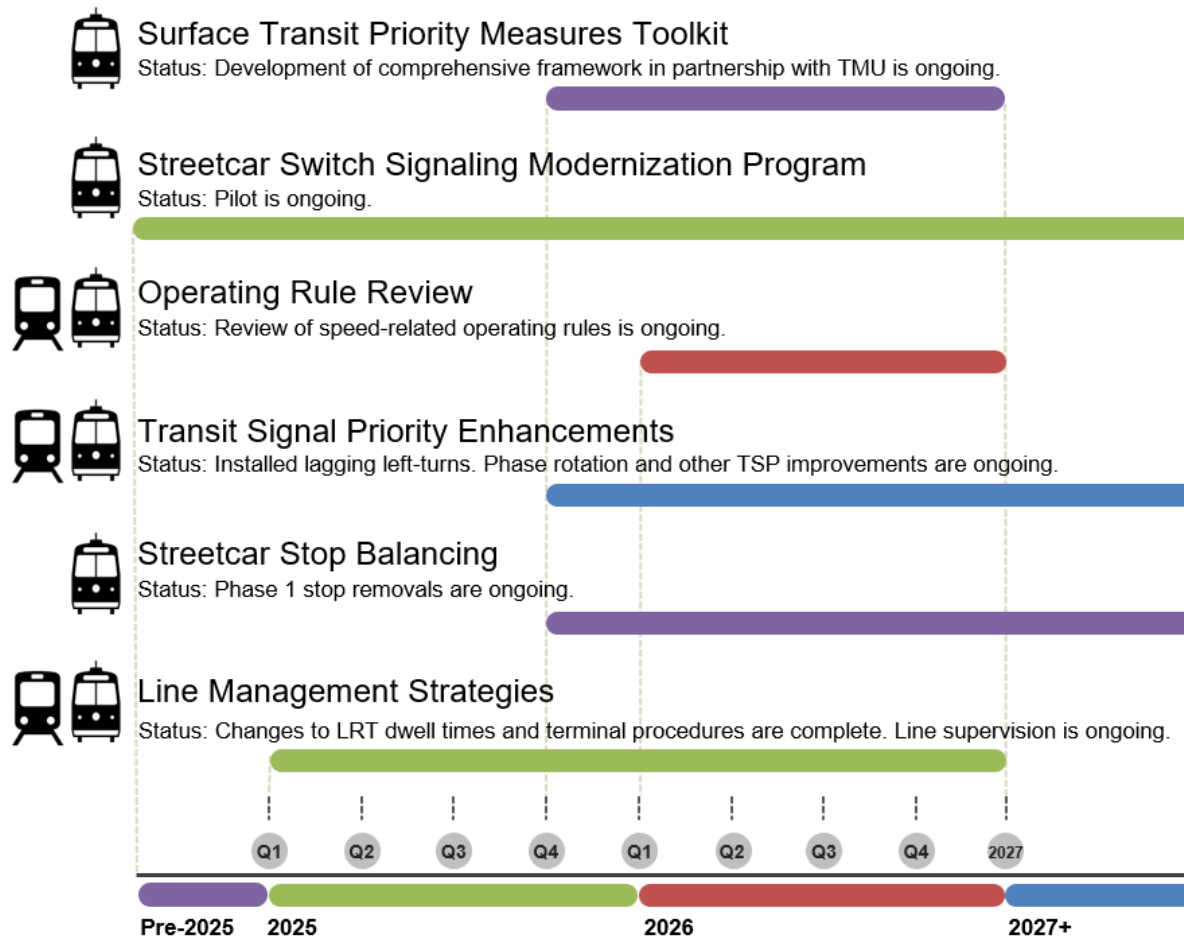 Surface Transit Priority Measures Toolkit
Status: Development of comprehensive framework in partnership with TMU is ongoing.
Streetcar Switch Signaling Modernization Program
Status: Pilot is ongoing.
Operating Rule Review
Status: Review of speed-related operating rules is ongoing.
Transit Signal Priority Enhancements
Status: Installed lagging left-turns. Phase rotation and other TSP improvements are ongoing.
Streetcar Stop Balancing
Status: Phase 1 stop removals are ongoing.
Line Management Strategies
Status: Changes to LRT dwell times and terminal procedures are complete. Line supervision is ongoing.
Q1 Q2 Q3 Q4 Q1 Q2 Q3 Q4 2027
Pre-2025 2025 2026 2027+